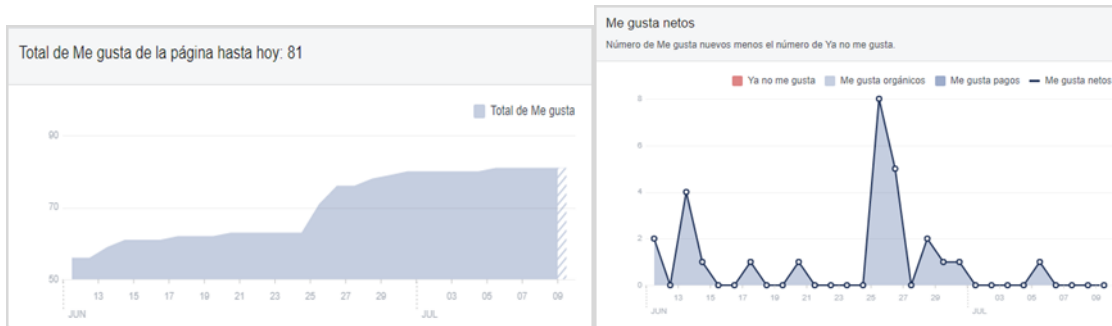 Total de Me gusta de la página hasta hoy: 81
Total de Me gusta
90
70
50
13 15 17 19 21 23 25 27 29 03 05 07 09
JUN JUL
Me gusta netos
Número de Me gusta nuevos menos el número de Ya no me gusta.
Ya no me gusta Me gusta orgánicos Me gusta pagos Me gusta netos
8
6
4
2
0
13 15 17 19 21 23 25 27 29 03 05 07 09
JUN JUL